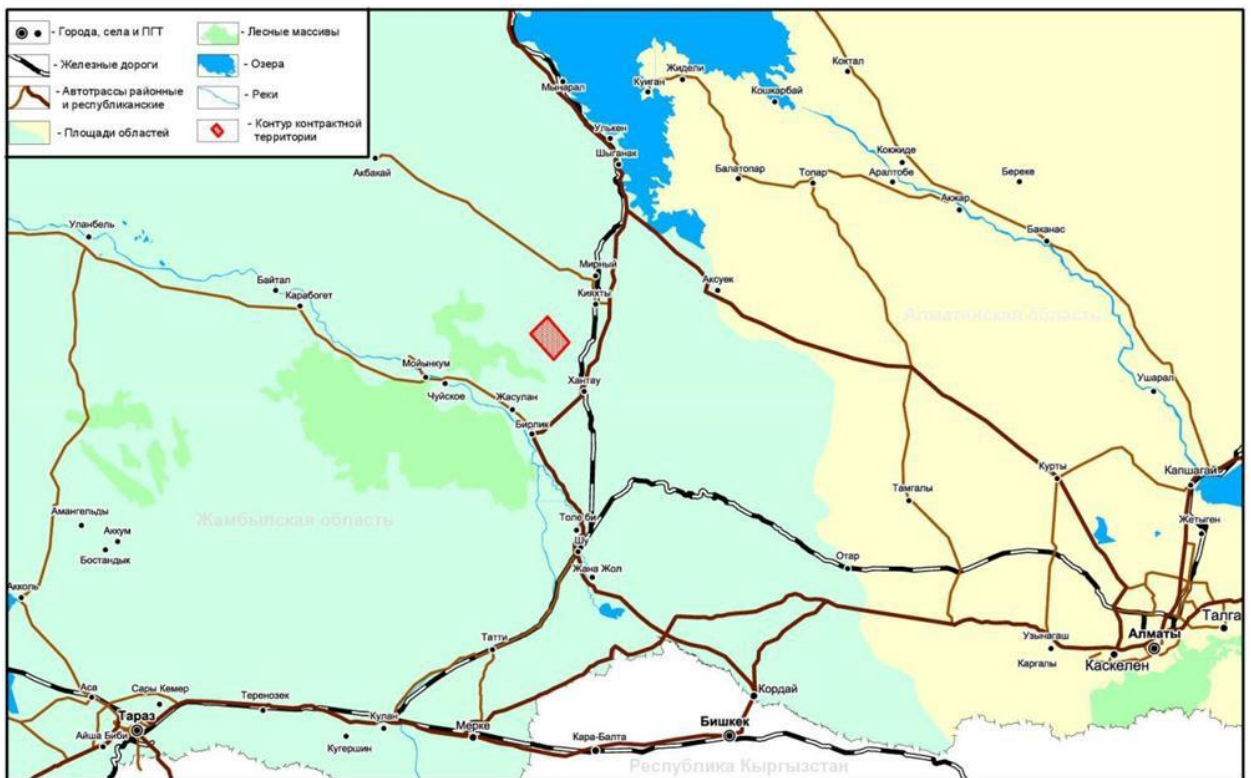 - Города, села и ПГТ
- Железные дороги
- Автотрассы районные
и республиканские
- Площади областей
- Лесные массивы
- Озера
- Реки
- Контур контрактной
территории
Мынарал
Куйган
Жидели
Коктал
Кошкарбай
Улькен
Шыганак
Акбакай
Балатопар
Топар
Кокжиде
Аралтобе
Береке
Акжар
Уланбель
Баканас
Байтал
Карабогет
Мирный
Кияхты
Аксуек
Алматинская область
Мойынкум
Чуйское
Жасулан
Хантау
Бирлик
Ушарал
Курты
Капшагай
Тамгалы
Амангельды
Аккум
Бостандык
Жамбылская область
Толе би
Шу
Жетыген
Жана Жол
Отар
Акколь
Татти
Узынагаш
Каргалы
Алматы
Талга
Каскелен
Аса
Сары Кемер
Теренозек
Тараз
Айша Биби
Кугершин
Кулан
Мерке
Кордай
Бишкек
Кара-Балта
Республика Кыргызстан